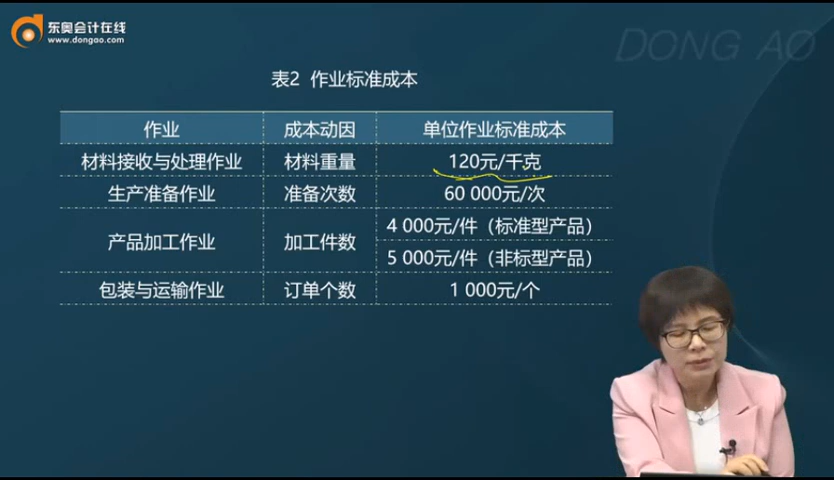 东奥会计在线
www.dongao.com
DONG AO
表2 作业标准成本
作业 成本动因 单位作业标准成本
材料接收与处理作业 材料重量 120元/千克
生产准备作业 准备次数 60 000元/次
产品加工作业 加工件数 4 000元/件（标准型产品）
5 000元/件（非标型产品）
包装与运输作业 订单个数 1 000元/个